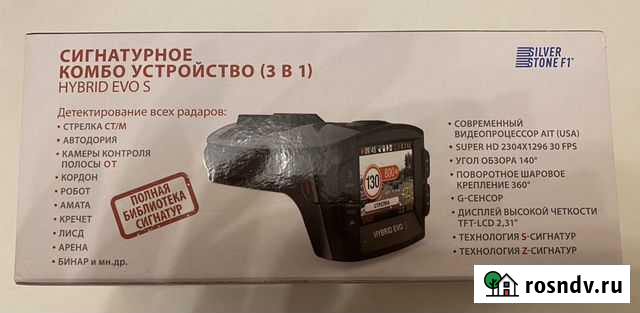 СИГНАТУРНОЕ
КОМБО УСТРОЙСТВО (3 В 1)
HYBRID EVO S
Детектирование всех радаров:
• СТРЕЛКА СТ/М
• АВТОДОРИЯ
• КАМЕРЫ КОНТРОЛЯ
ПОЛОСЫ ОТ
• КОРДОН
• РОБОТ
• АМАТА
• КРЕЧЕТ
• ЛИСД
• АРЕНА
• БИНАР и мн.др.
ПОЛНАЯ
БИБЛИОТЕКА
СИГНАТУР
130
800
СТРЕЛКА
HYBRID EVO
SILVER
STONE F1
• СОВРЕМЕННЫЙ
ВИДЕОПРОЦЕССОР AIT (USA)
• SUPER HD 2304X1296 30 FPS
• УГОЛ ОБЗОРА 140°
• ПОВОРОТНОЕ ШАРОВОЕ
КРЕПЛЕНИЕ 360°
• G-СЕНСОР
• ДИСПЛЕЙ ВЫСОКОЙ ЧЕТКОСТИ
TFT-LCD 2,31"
• ТЕХНОЛОГИЯ S-СИГНАТУР
• ТЕХНОЛОГИЯ Z-СИГНАТУР
rosndv.ru